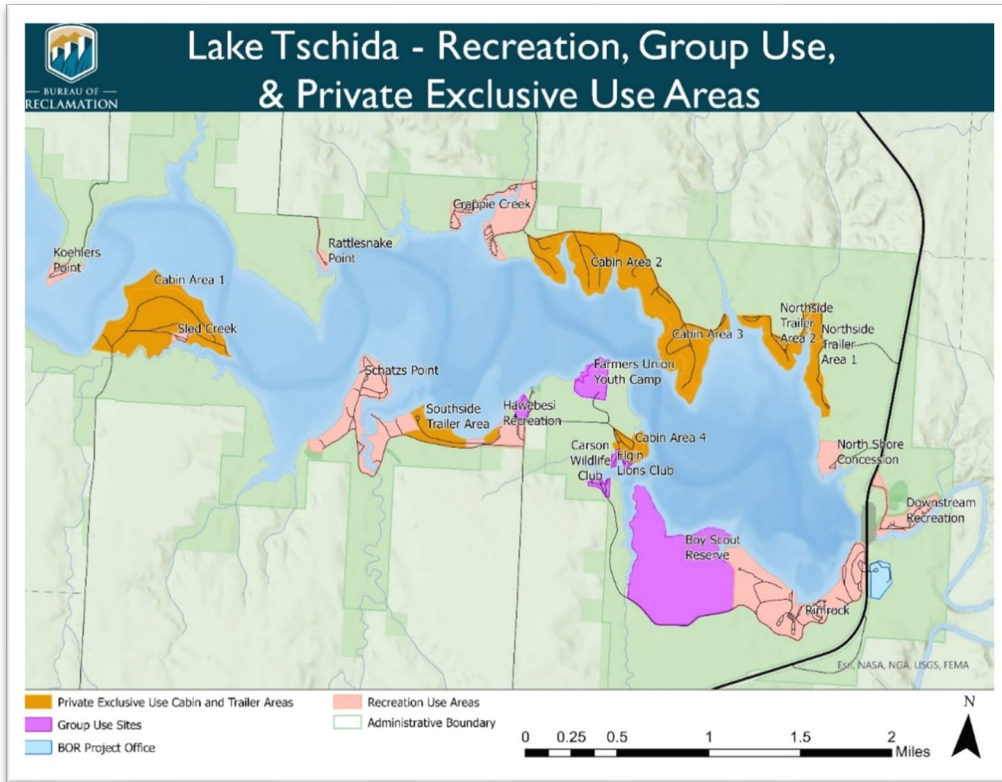 Lake Tschida - Recreation, Group Use,
& Private Exclusive Use Areas
BUREAU OF
RECLAMATION
Crappie Creek
Koehlers
Point
Rattlesnake
Point
Cabin Area 1
Cabin Area 2
Sled Creek
Cabin Area 3
Northside
Trailer
Area 2
Northside
Trailer
Area 1
Schatzs Point
Farmers Union
Youth Camp
Southside
Trailer Area
Hawebesi
Recreation
Cabin Area 4
Carson
Wildlife
Club
Elgin
Lions Club
North Shore
Concession
Downstream
Recreation
Boy Scout
Reserve
Rimrock
Esri, NASA, NGA, USGS, FEMA
Private Exclusive Use Cabin and Trailer Areas
Group Use Sites
BOR Project Office
Recreation Use Areas
Administrative Boundary
N
0 0.25 0.5 1 1.5 2
Miles